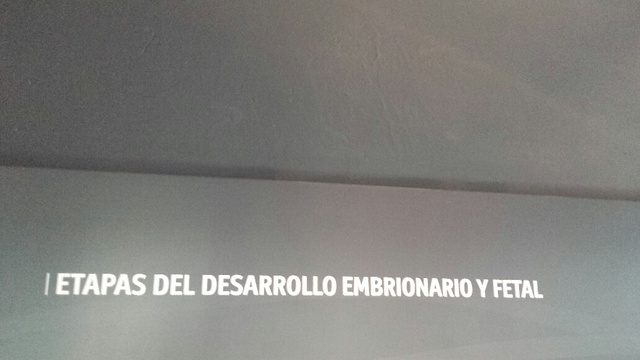 ETAPAS DEL DESARROLLO EMBRIONARIO Y FETAL